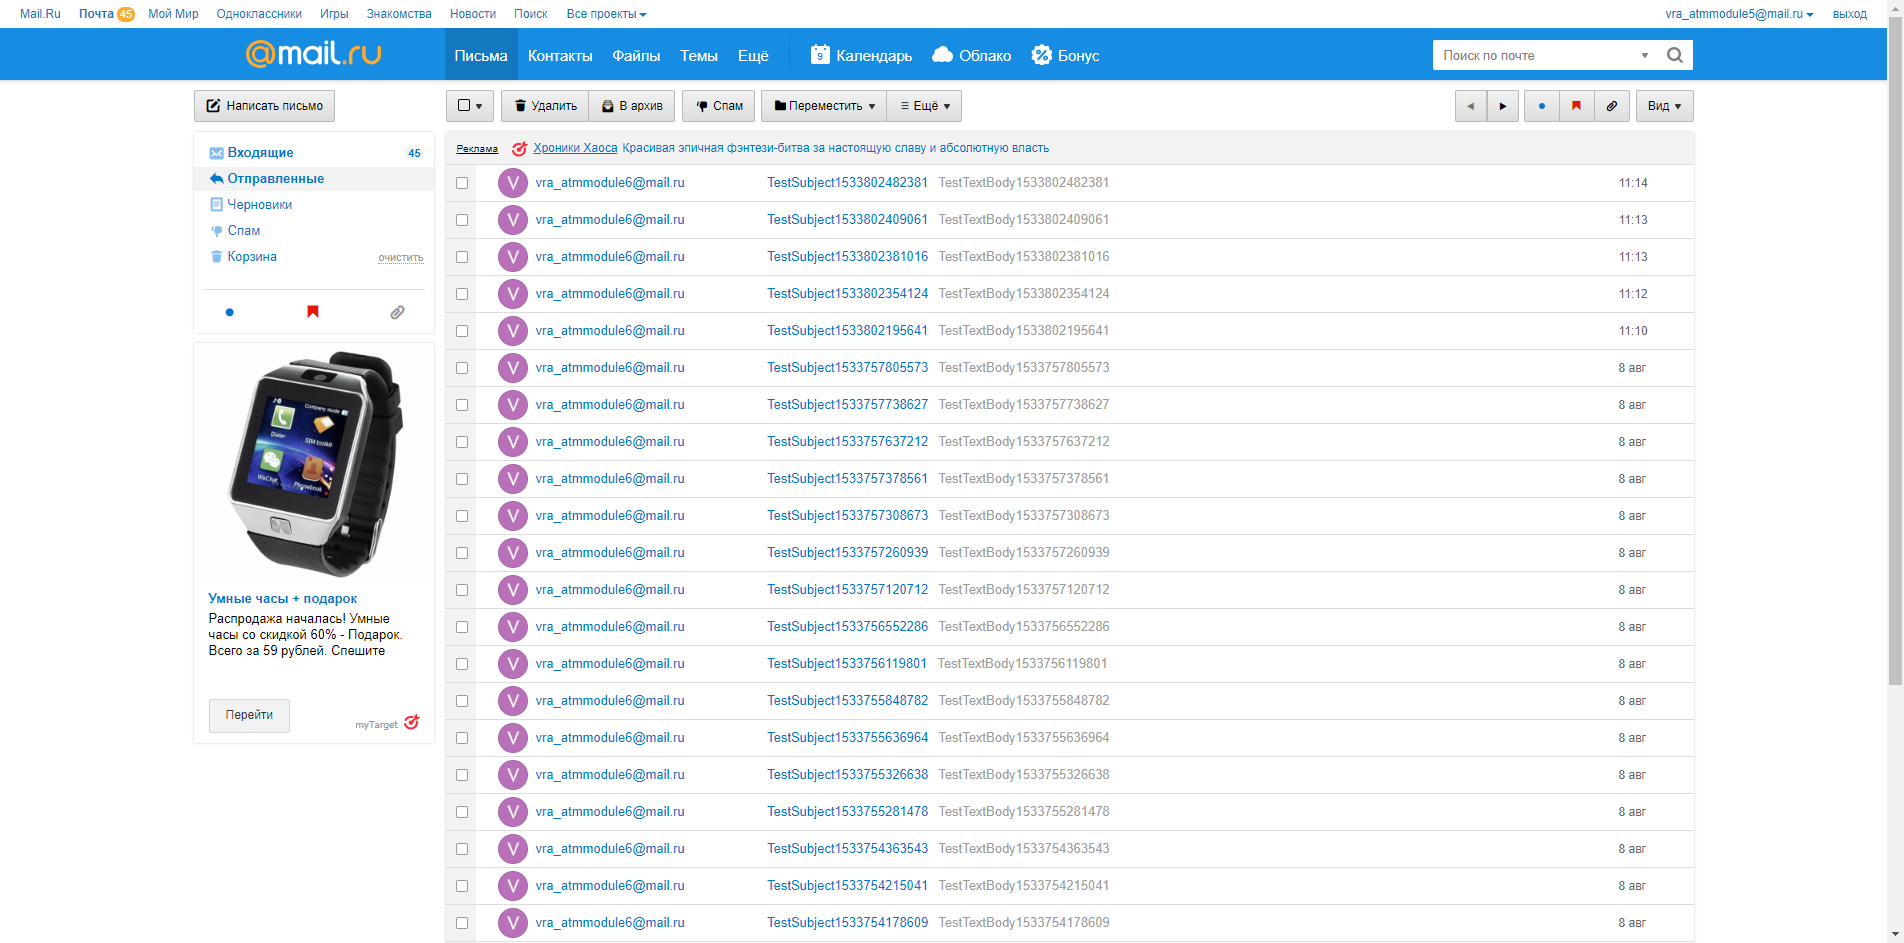 Mail.Ru Почта 45 Мой Мир Одноклассники Игры Знакомства Новости Поиск Все проекты vra_atmmodule5@mail.ru выход
@mail.ru Письма Контакты Файлы Темы Ещё 9 Календарь Облако Бонус Поиск по почте
Написать письмо Удалить В архив Спам Переместить Ещё Вид
Входящие 45
Отправленные
Черновики
Спам
Корзина очистить
Company mode
Dialer
SIM toolkit
WeChat
Phonebook
Умные часы + подарок
Распродажа началась! Умные
часы со скидкой 60% - Подарок.
Всего за 59 рублей. Спешите
Перейти
myTarget
Реклама Хроники Хаоса Красивая эпичная фэнтези-битва за настоящую славу и абсолютную власть
V vra_atmmodule6@mail.ru TestSubject1533802482381 TestTextBody1533802482381 11:14
V vra_atmmodule6@mail.ru TestSubject1533802409061 TestTextBody1533802409061 11:13
V vra_atmmodule6@mail.ru TestSubject1533802381016 TestTextBody1533802381016 11:13
V vra_atmmodule6@mail.ru TestSubject1533802354124 TestTextBody1533802354124 11:12
V vra_atmmodule6@mail.ru TestSubject1533802195641 TestTextBody1533802195641 11:10
V vra_atmmodule6@mail.ru TestSubject1533757805573 TestTextBody1533757805573 8 авг
V vra_atmmodule6@mail.ru TestSubject1533757738627 TestTextBody1533757738627 8 авг
V vra_atmmodule6@mail.ru TestSubject1533757637212 TestTextBody1533757637212 8 авг
V vra_atmmodule6@mail.ru TestSubject1533757378561 TestTextBody1533757378561 8 авг
V vra_atmmodule6@mail.ru TestSubject1533757308673 TestTextBody1533757308673 8 авг
V vra_atmmodule6@mail.ru TestSubject1533757260939 TestTextBody1533757260939 8 авг
V vra_atmmodule6@mail.ru TestSubject1533757120712 TestTextBody1533757120712 8 авг
V vra_atmmodule6@mail.ru TestSubject1533756552286 TestTextBody1533756552286 8 авг
V vra_atmmodule6@mail.ru TestSubject1533756119801 TestTextBody1533756119801 8 авг
V vra_atmmodule6@mail.ru TestSubject1533755848782 TestTextBody1533755848782 8 авг
V vra_atmmodule6@mail.ru TestSubject1533755636964 TestTextBody1533755636964 8 авг
V vra_atmmodule6@mail.ru TestSubject1533755326638 TestTextBody1533755326638 8 авг
V vra_atmmodule6@mail.ru TestSubject1533755281478 TestTextBody1533755281478 8 авг
V vra_atmmodule6@mail.ru TestSubject1533754363543 TestTextBody1533754363543 8 авг
V vra_atmmodule6@mail.ru TestSubject1533754215041 TestTextBody1533754215041 8 авг
V vra_atmmodule6@mail.ru TestSubject1533754178609 TestTextBody1533754178609 8 авг